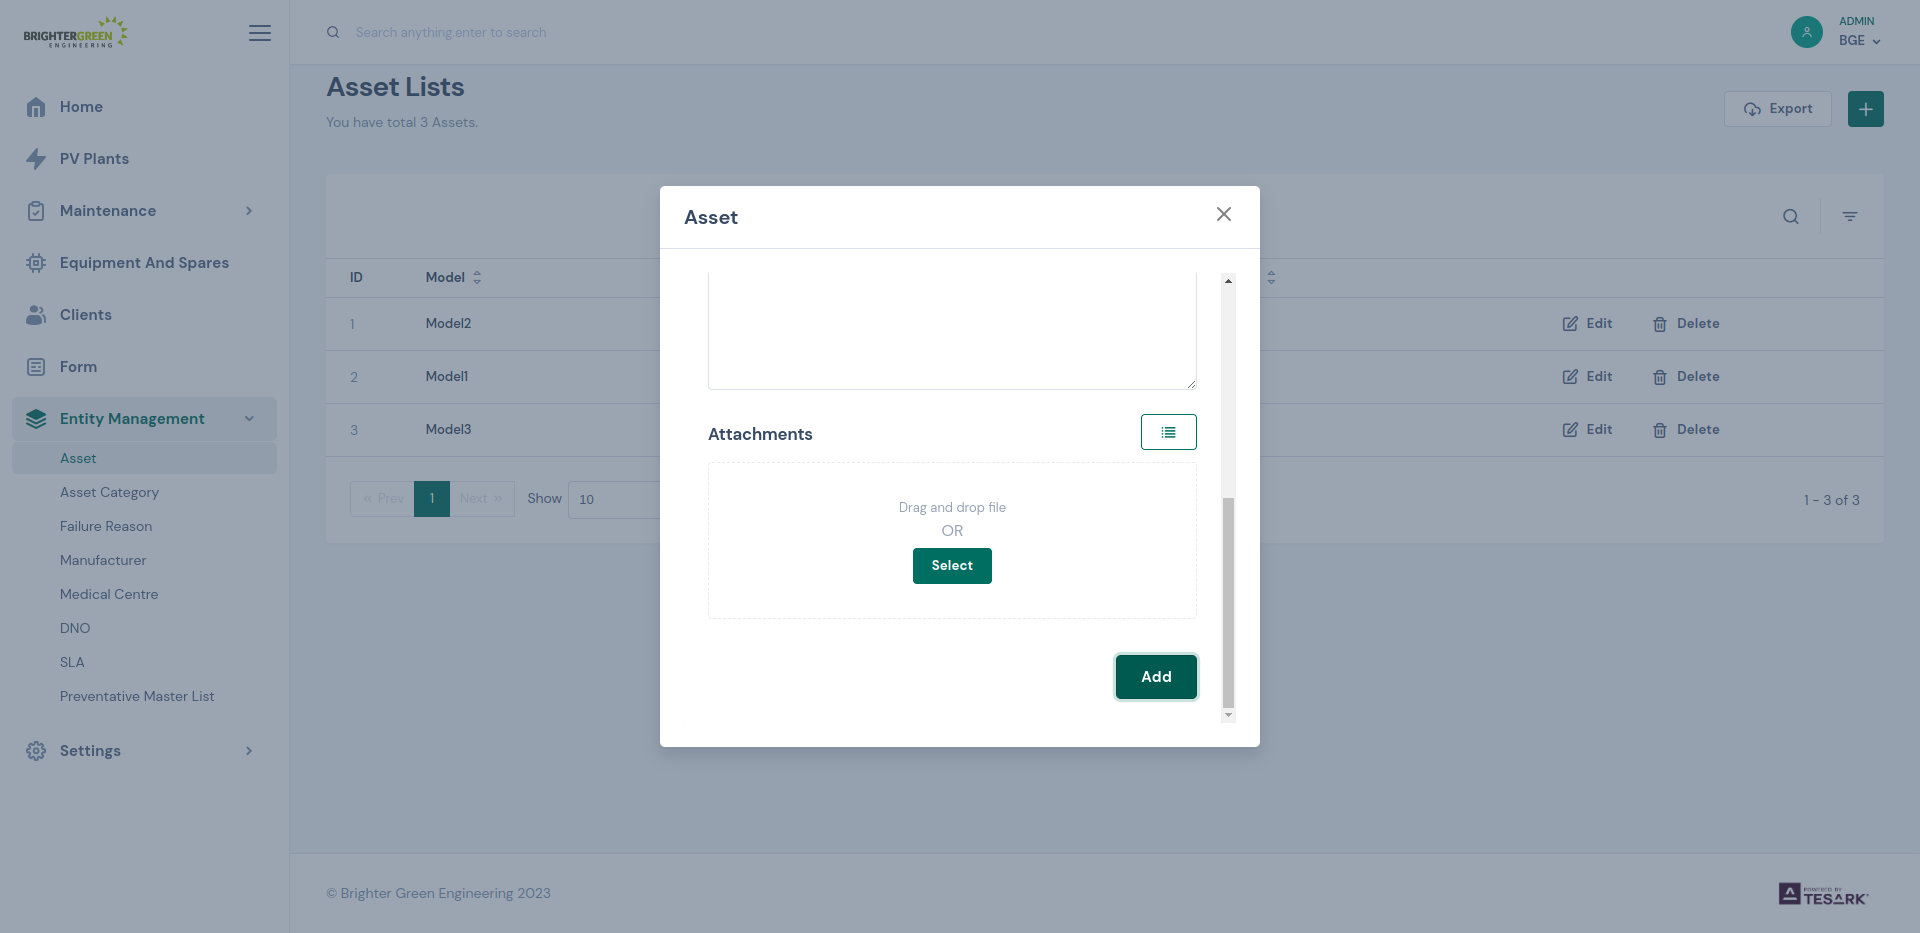 BRIGHTERGREEN
ENGINEERING
Search anything.enter to search
ADMIN
BGE
Home
PV Plants
Maintenance
Equipment And Spares
Clients
Form
Entity Management
Asset
Asset Category
Failure Reason
Manufacturer
Medical Centre
DNO
SLA
Preventative Master List
Settings
Asset Lists
You have total 3 Assets.
Export
ID Model
1 Model2 Edit Delete
2 Model1 Edit Delete
3 Model3 Edit Delete
« Prev 1 Next » Show 10 1 - 3 of 3
Asset
Attachments
Drag and drop file
OR
Select
Add
© Brighter Green Engineering 2023
POWERED BY
TESARK